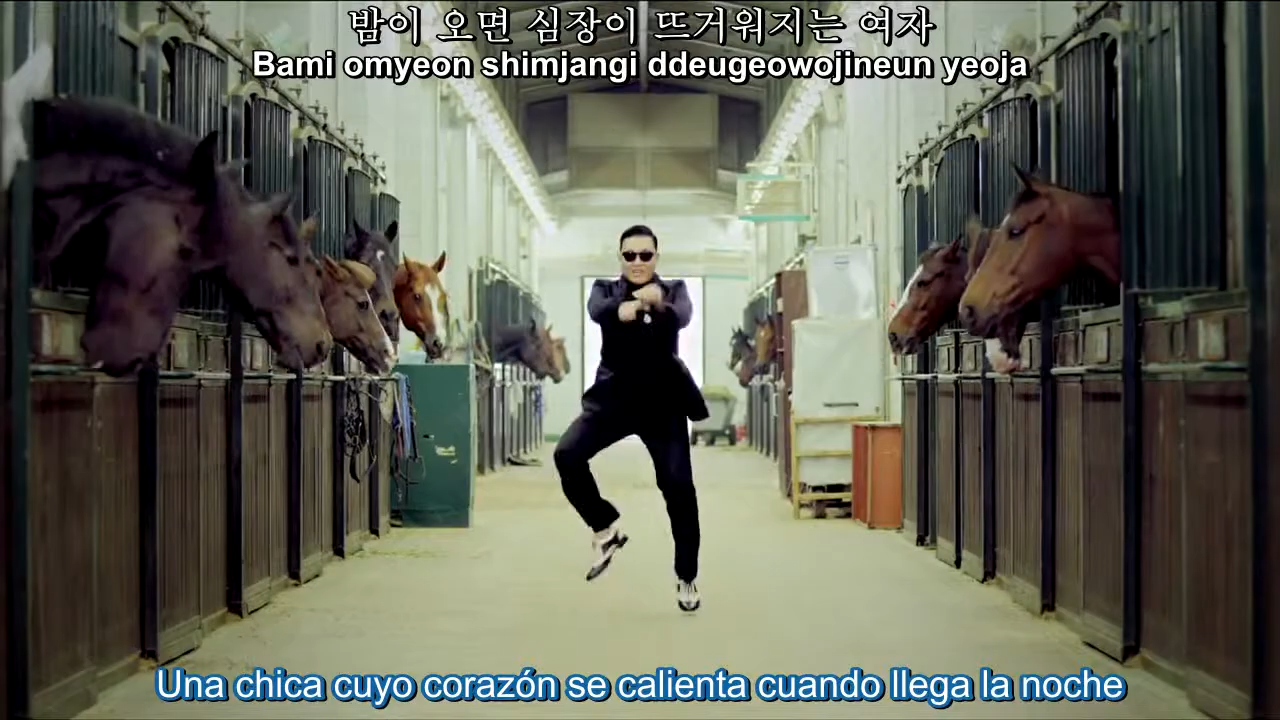 밤이 오면 심장이 뜨거워지는 여자
Bami omyeon shimjangi ddeugeowojineun yeoja
Una chica cuyo corazón se calienta cuando llega la noche